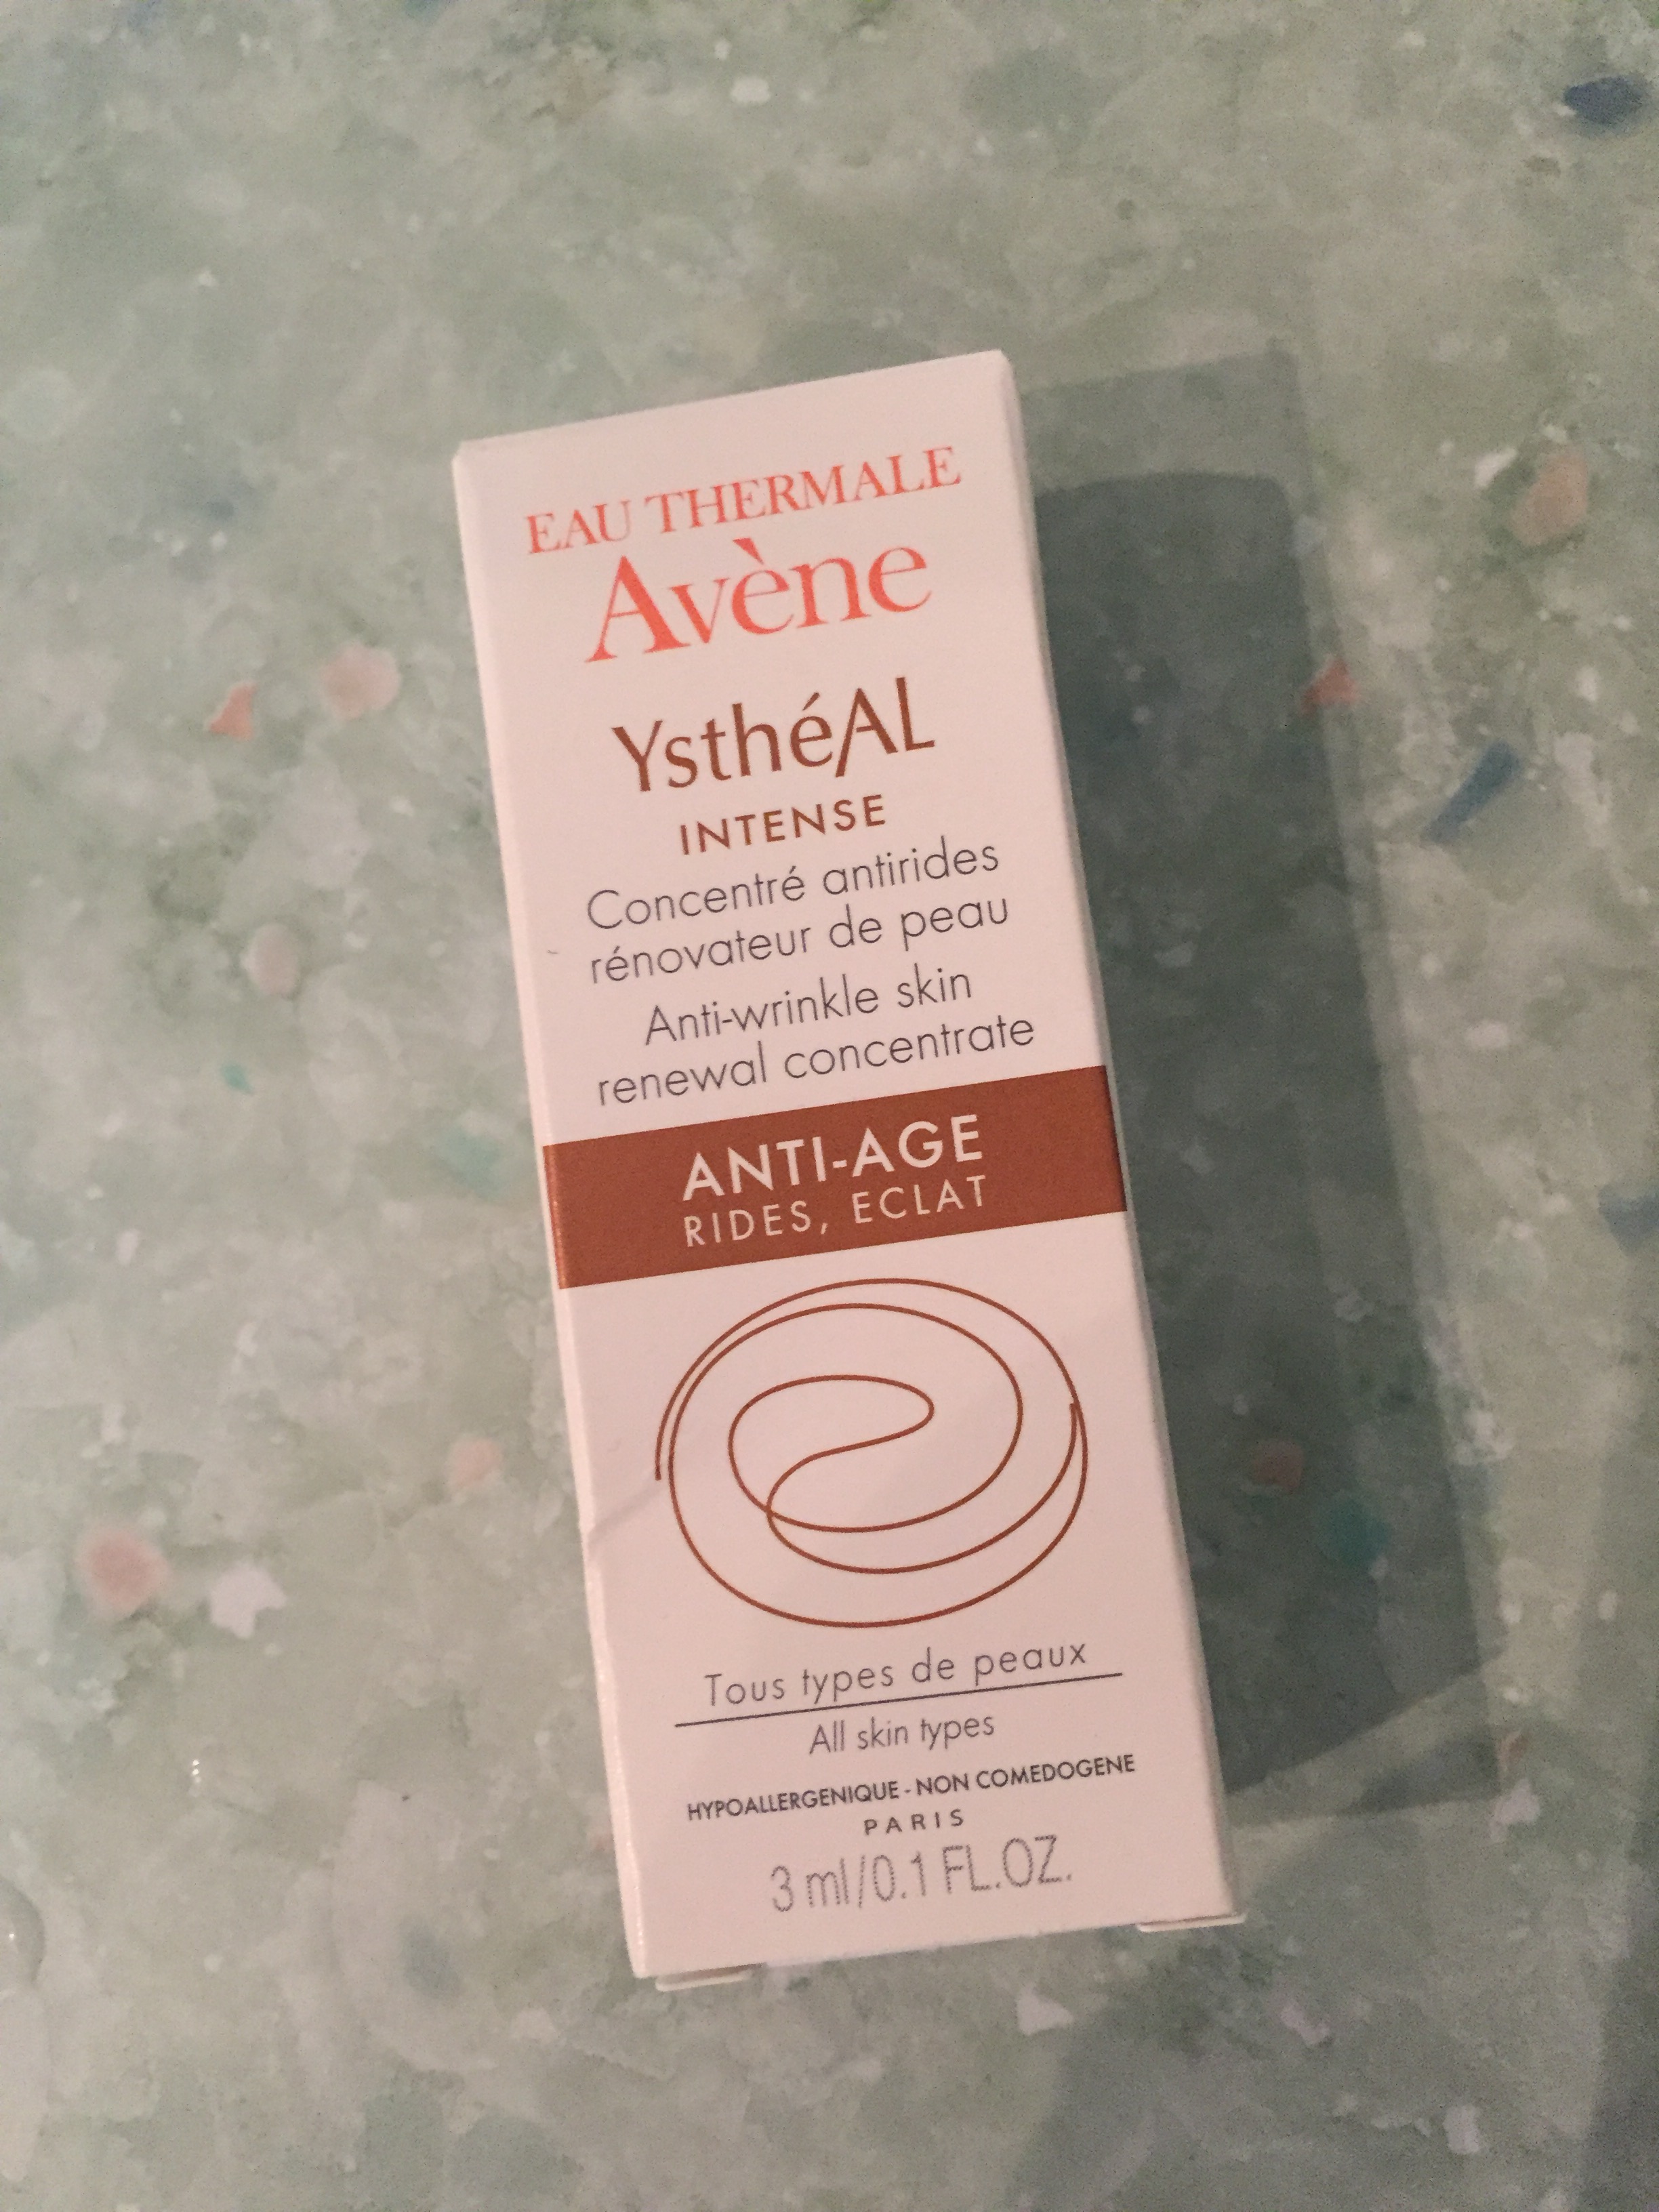 EAU THERMALE
Avène
YsthéAL
INTENSE
Concentré antirides
rénovateur de peau
Anti-wrinkle skin
renewal concentrate
ANTI-AGE
RIDES, ECLAT
Tous types de peaux
All skin types
HYPOALLERGENIQUE - NON COMEDOGENE
PARIS
3 ml/0.1 FL.OZ.